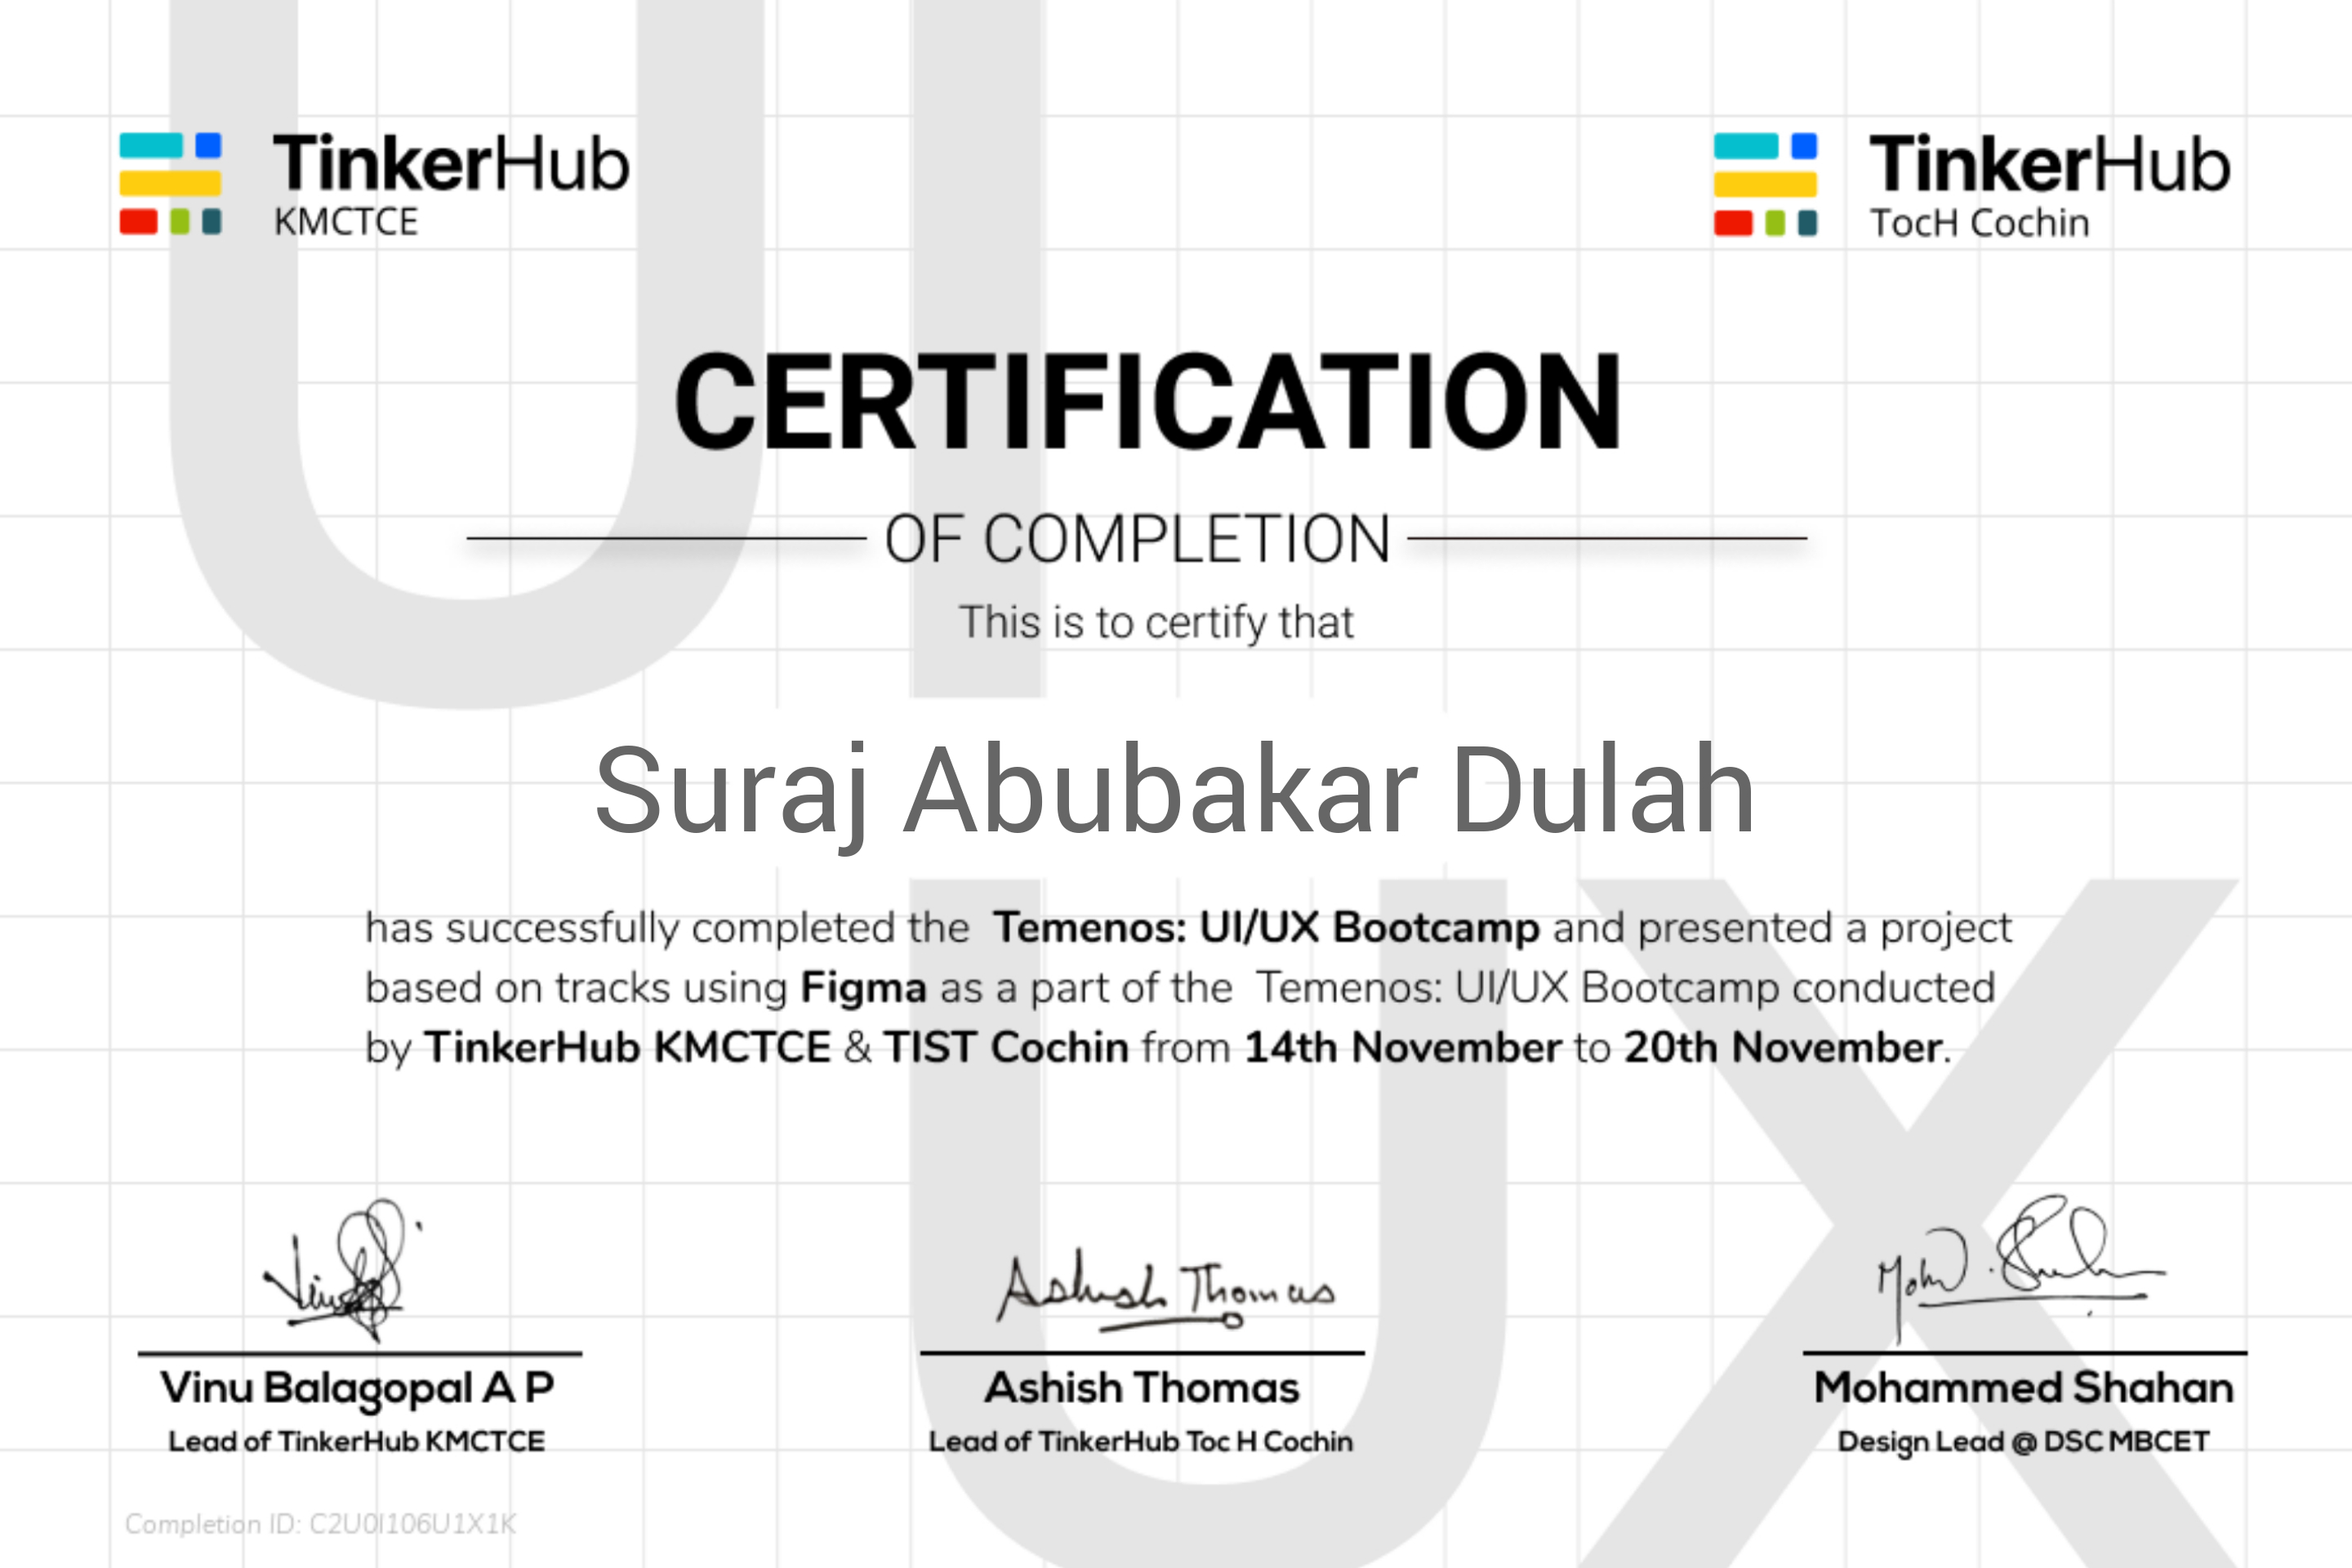 UI
TinkerHub
KMCTCE
TinkerHub
TocH Cochin
CERTIFICATION
OF COMPLETION
This is to certify that
Suraj Abubakar Dulah
has successfully completed the Temenos: UI/UX Bootcamp and presented a project
based on tracks using Figma as a part of the Temenos: UI/UX Bootcamp conducted
by TinkerHub KMCTCE & TIST Cochin from 14th November to 20th November.
UX
Ashish Thomas
Mohd. Shahan
Vinu Balagopal A P
Lead of TinkerHub KMCTCE
Ashish Thomas
Lead of TinkerHub Toc H Cochin
Mohammed Shahan
Design Lead @ DSC MBCET
Completion ID: C2U0I106U1X1K